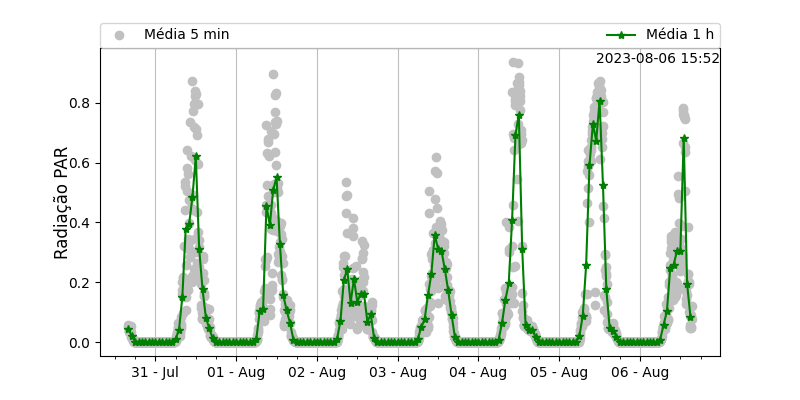 Média 5 min
Média 1 h
2023-08-06 15:52
Radiação PAR
0.8
0.6
0.4
0.2
0.0
31 - Jul
01 - Aug
02 - Aug
03 - Aug
04 - Aug
05 - Aug
06 - Aug